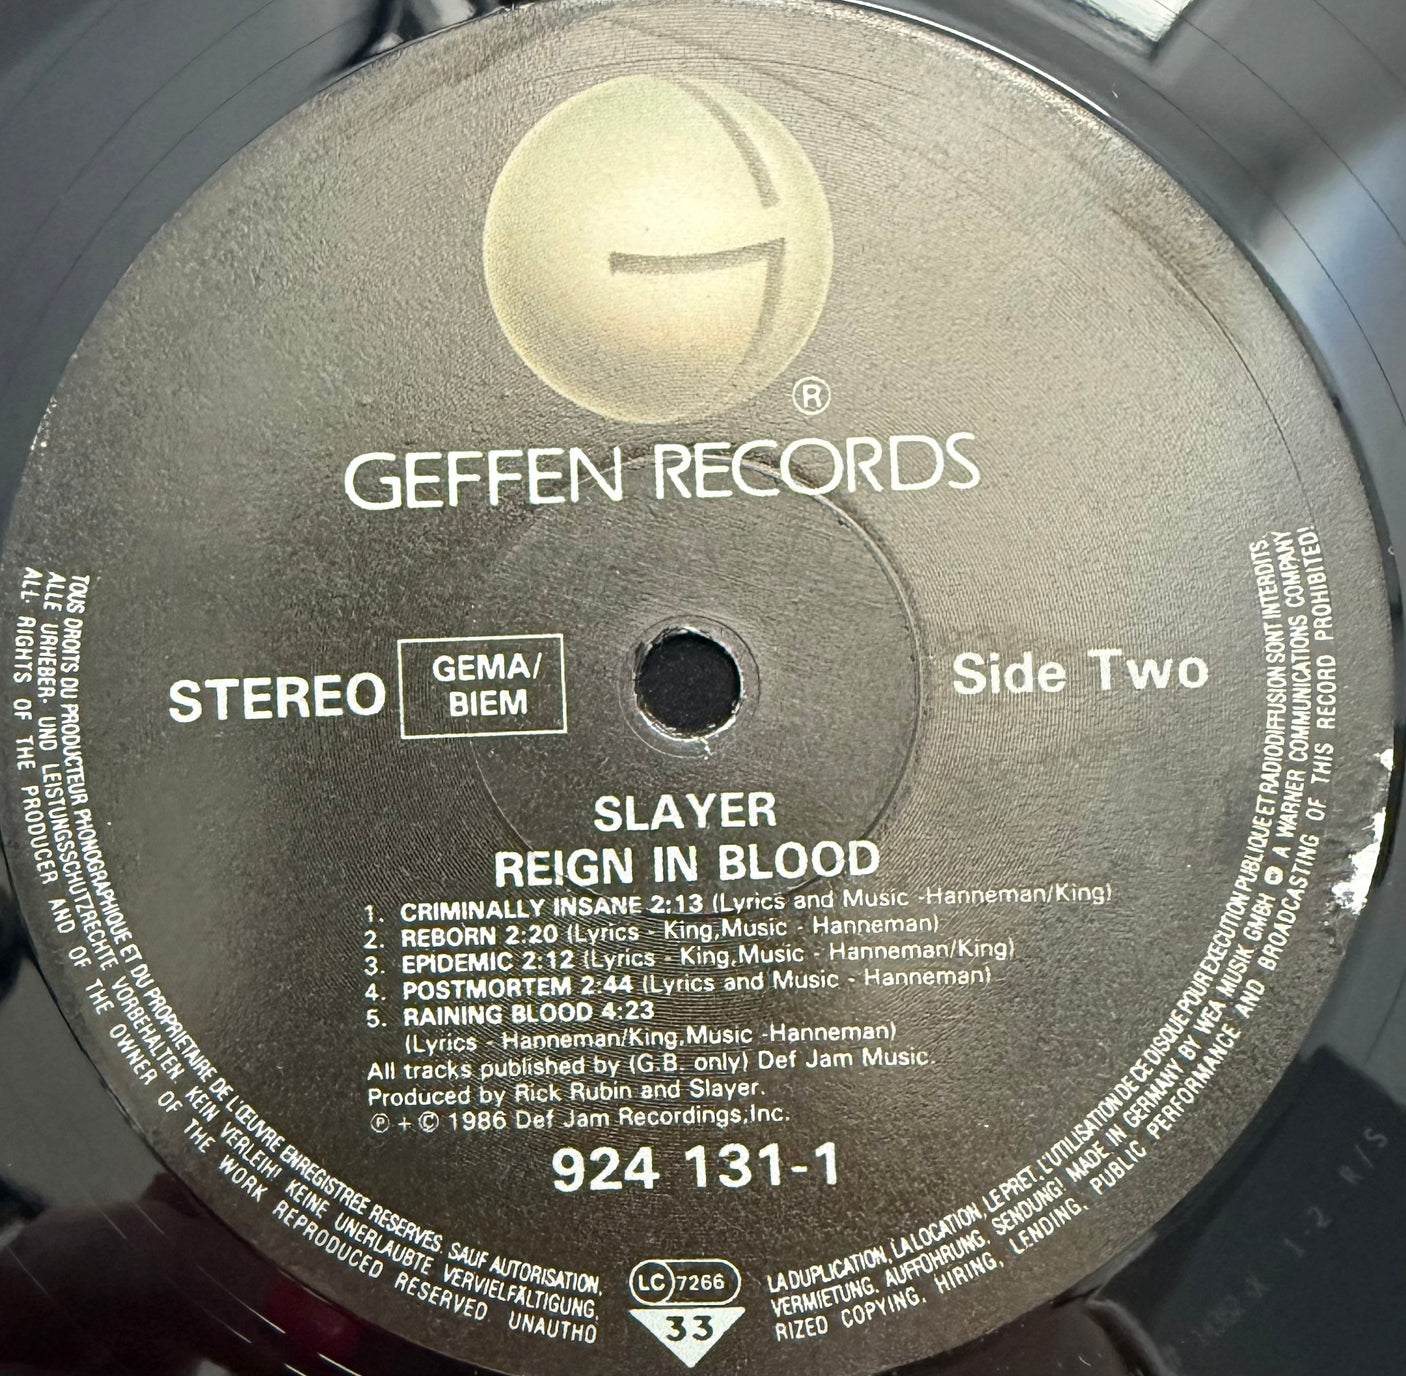 ®
GEFFEN RECORDS
STEREO
GEMA/
BIEM
Side Two
SLAYER
REIGN IN BLOOD
1. CRIMINALLY INSANE 2:13 (Lyrics and Music -Hanneman/King)
2. REBORN 2:20 (Lyrics - King,Music - Hanneman)
3. EPIDEMIC 2:12 (Lyrics - King,Music - Hanneman/King)
4. POSTMORTEM 2:44 (Lyrics and Music - Hanneman)
5. RAINING BLOOD 4:23
(Lyrics - Hanneman/King,Music -Hanneman)
All tracks published by (G.B. only) Def Jam Music.
Produced by Rick Rubin and Slayer.
℗ + © 1986 Def Jam Recordings,Inc.
924 131-1
TOUS DROITS DU PRODUCTEUR PHONOGRAPHIQUE ET DU PROPRIETAIRE DE L'ŒUVRE ENREGISTREE RESERVES. SAUF AUTORISATION, LA DUPLICATION, LA LOCATION, LE PRET, L'UTILISATION DE CE DISQUE POUR EXECUTION PUBLIQUE ET RADIODIFFUSION SONT INTERDITS.
ALLE URHEBER- UND LEISTUNGSSCHUTZRECHTE VORBEHALTEN. KEIN VERLEIH! KEINE UNERLAUBTE VERVIELFÄLTIGUNG, VERMIETUNG, AUFFÜHRUNG, SENDUNG! MADE IN GERMANY BY WEA MUSIK GMBH A WARNER COMMUNICATIONS COMPANY
ALL RIGHTS OF THE PRODUCER AND OF THE OWNER OF THE WORK REPRODUCED RESERVED UNAUTHORIZED COPYING, HIRING, LENDING, PUBLIC PERFORMANCE AND BROADCASTING OF THIS RECORD PROHIBITED!
LC 7266
33